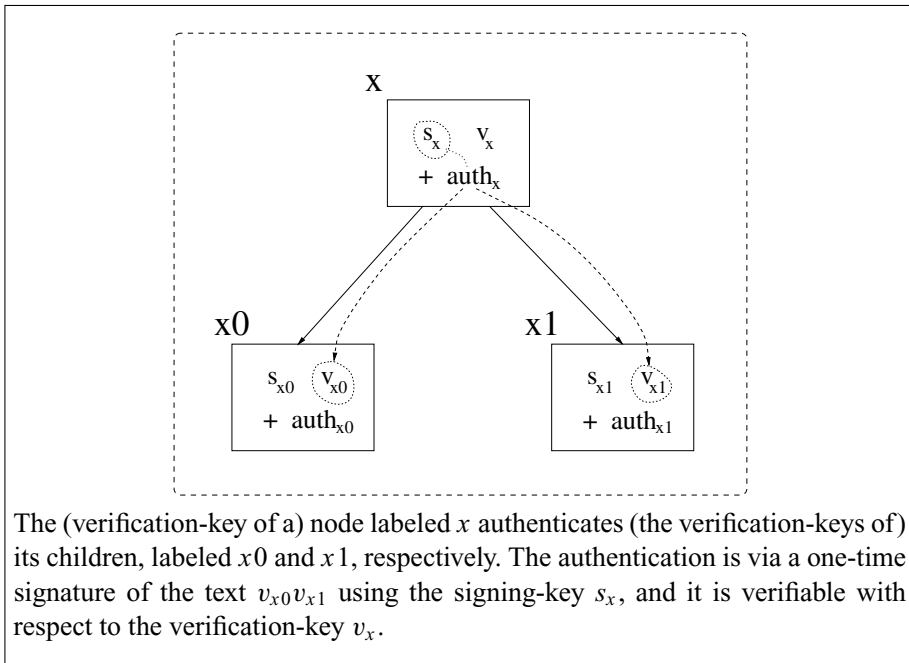 x
s_x v_x
+ auth_x
x0 x1
s_x0 v_x0 s_x1 v_x1
+ auth_x0 + auth_x1
The (verification-key of a) node labeled x authenticates (the verification-keys of)
its children, labeled x0 and x1, respectively. The authentication is via a one-time
signature of the text v_x0v_x1 using the signing-key s_x, and it is verifiable with
respect to the verification-key v_x.